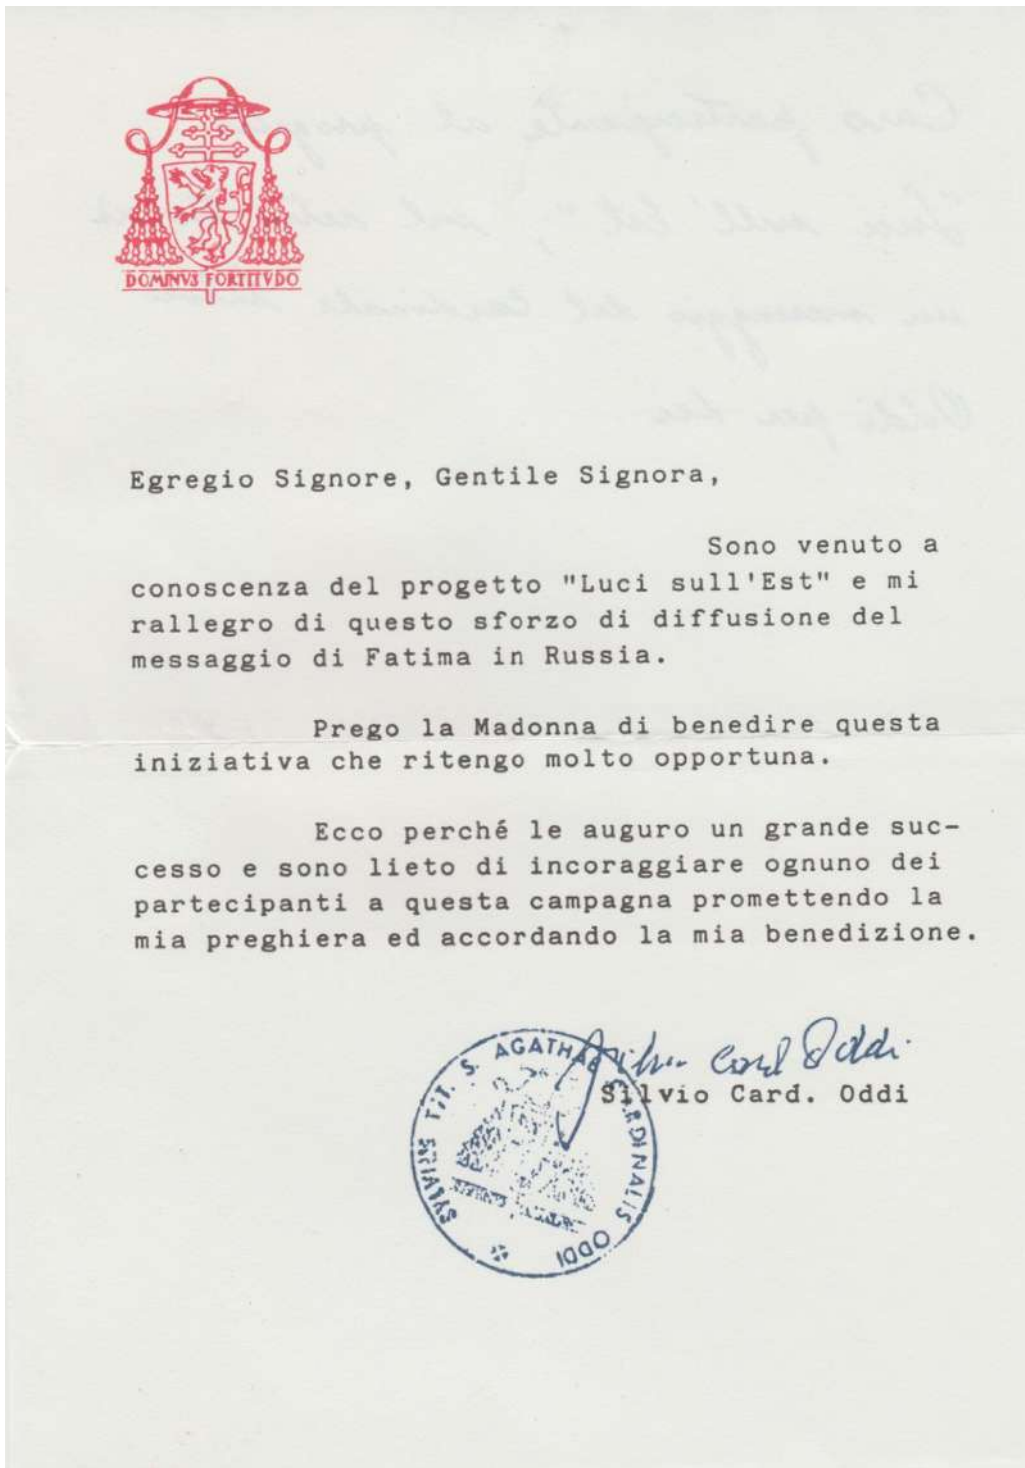 DOMINVS FORTITVDO
Egregio Signore, Gentile Signora,
Sono venuto a
conoscenza del progetto "Luci sull'Est" e mi
rallegro di questo sforzo di diffusione del
messaggio di Fatima in Russia.
Prego la Madonna di benedire questa
iniziativa che ritengo molto opportuna.
Ecco perché le auguro un grande suc-
cesso e sono lieto di incoraggiare ognuno dei
partecipanti a questa campagna promettendo la
mia preghiera ed accordando la mia benedizione.
Silvio Card Oddi
Silvio Card. Oddi
SYLVIUS TIT. S. AGATHAE CARDINALIS ODDI